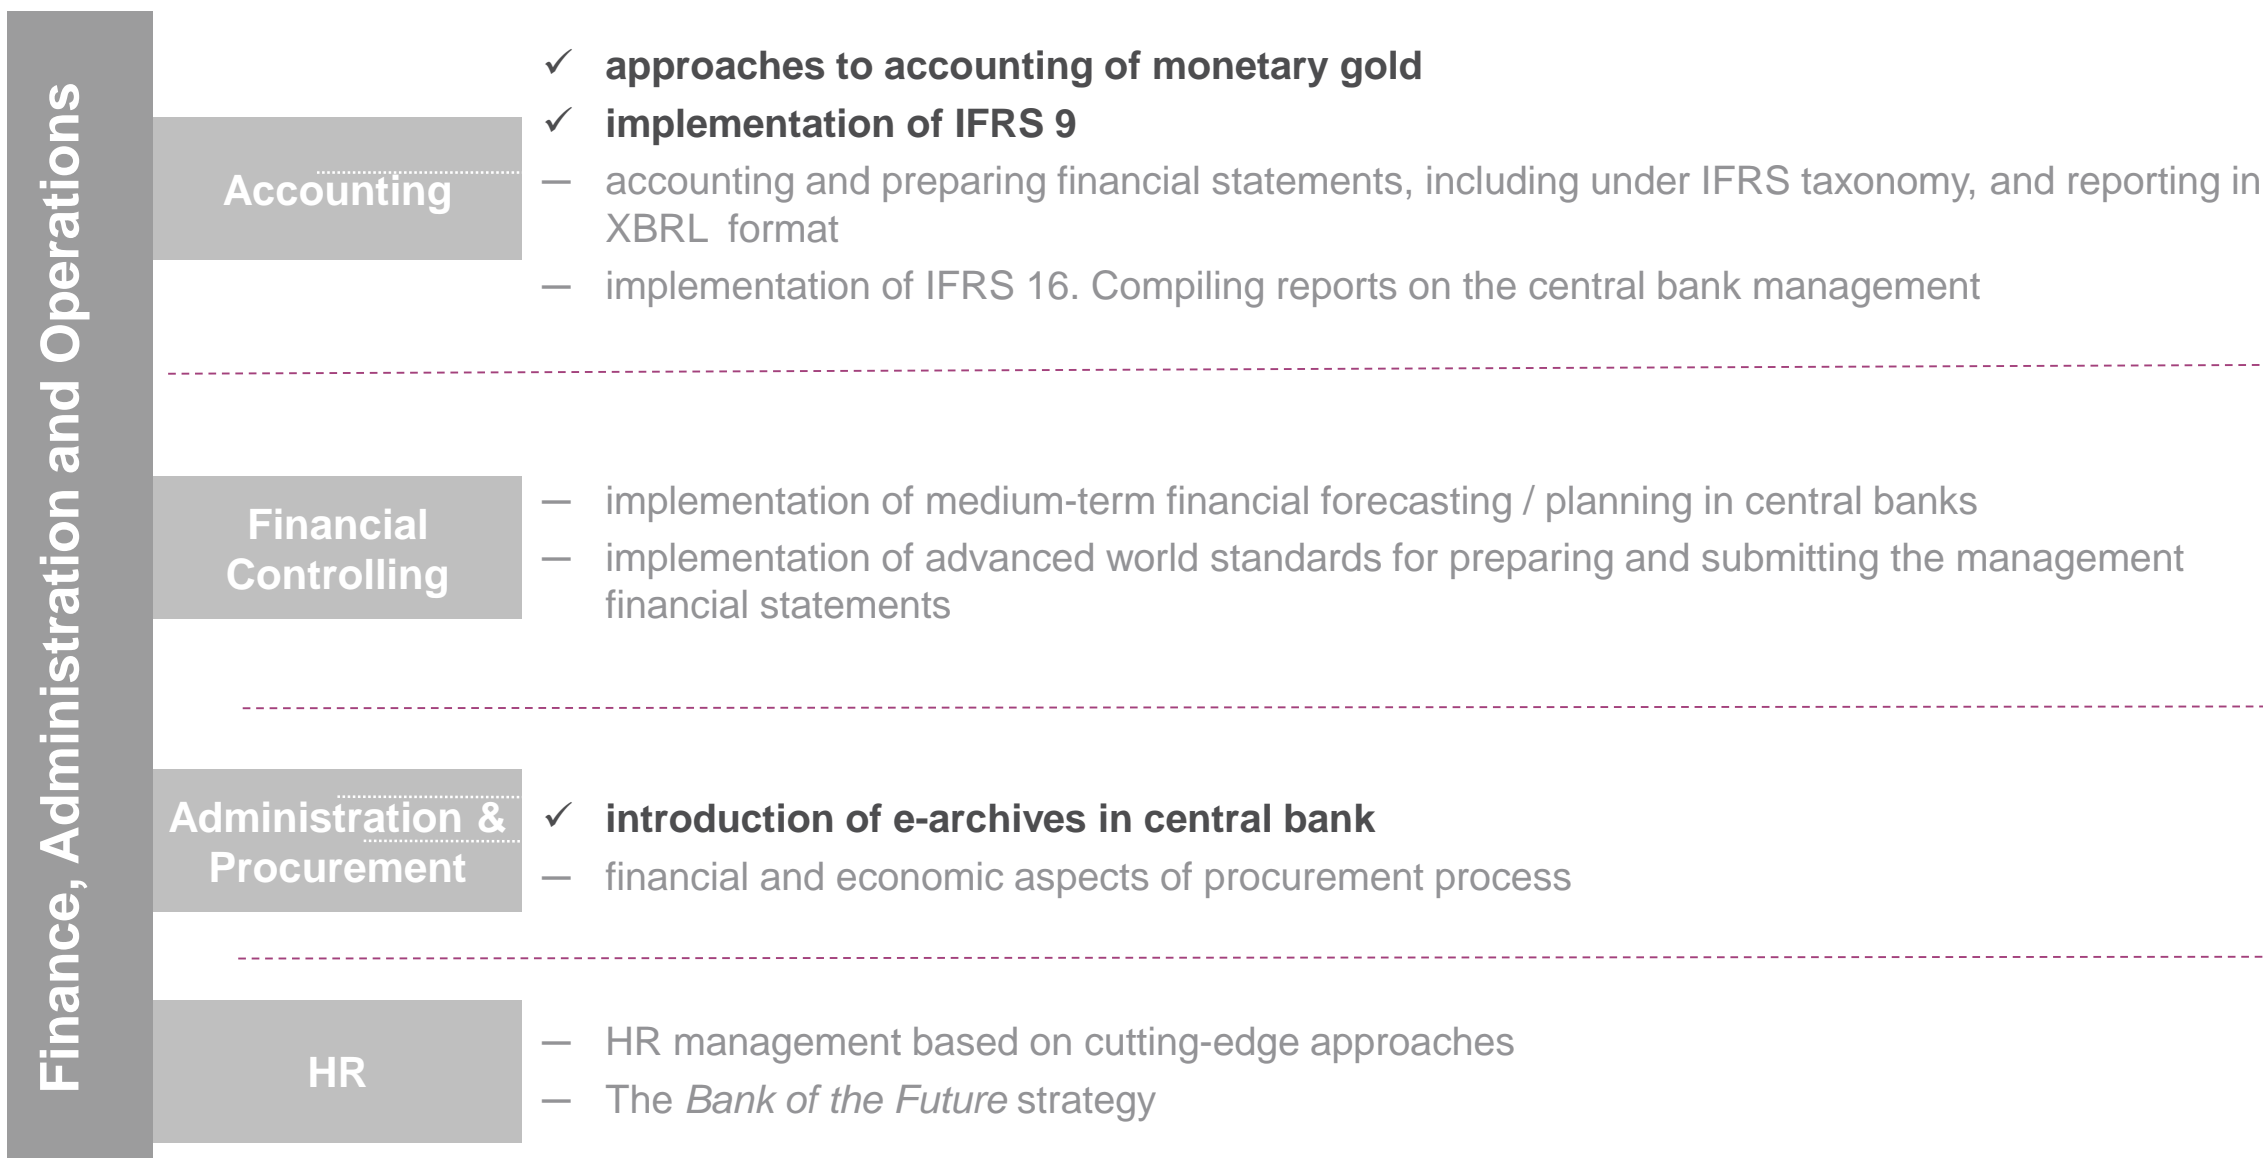 Finance, Administration and Operations
Accounting
✓ approaches to accounting of monetary gold
✓ implementation of IFRS 9
– accounting and preparing financial statements, including under IFRS taxonomy, and reporting in
XBRL format
– implementation of IFRS 16. Compiling reports on the central bank management
Financial
Controlling
– implementation of medium-term financial forecasting / planning in central banks
– implementation of advanced world standards for preparing and submitting the management
financial statements
Administration &
Procurement
✓ introduction of e-archives in central bank
– financial and economic aspects of procurement process
HR
– HR management based on cutting-edge approaches
– The Bank of the Future strategy